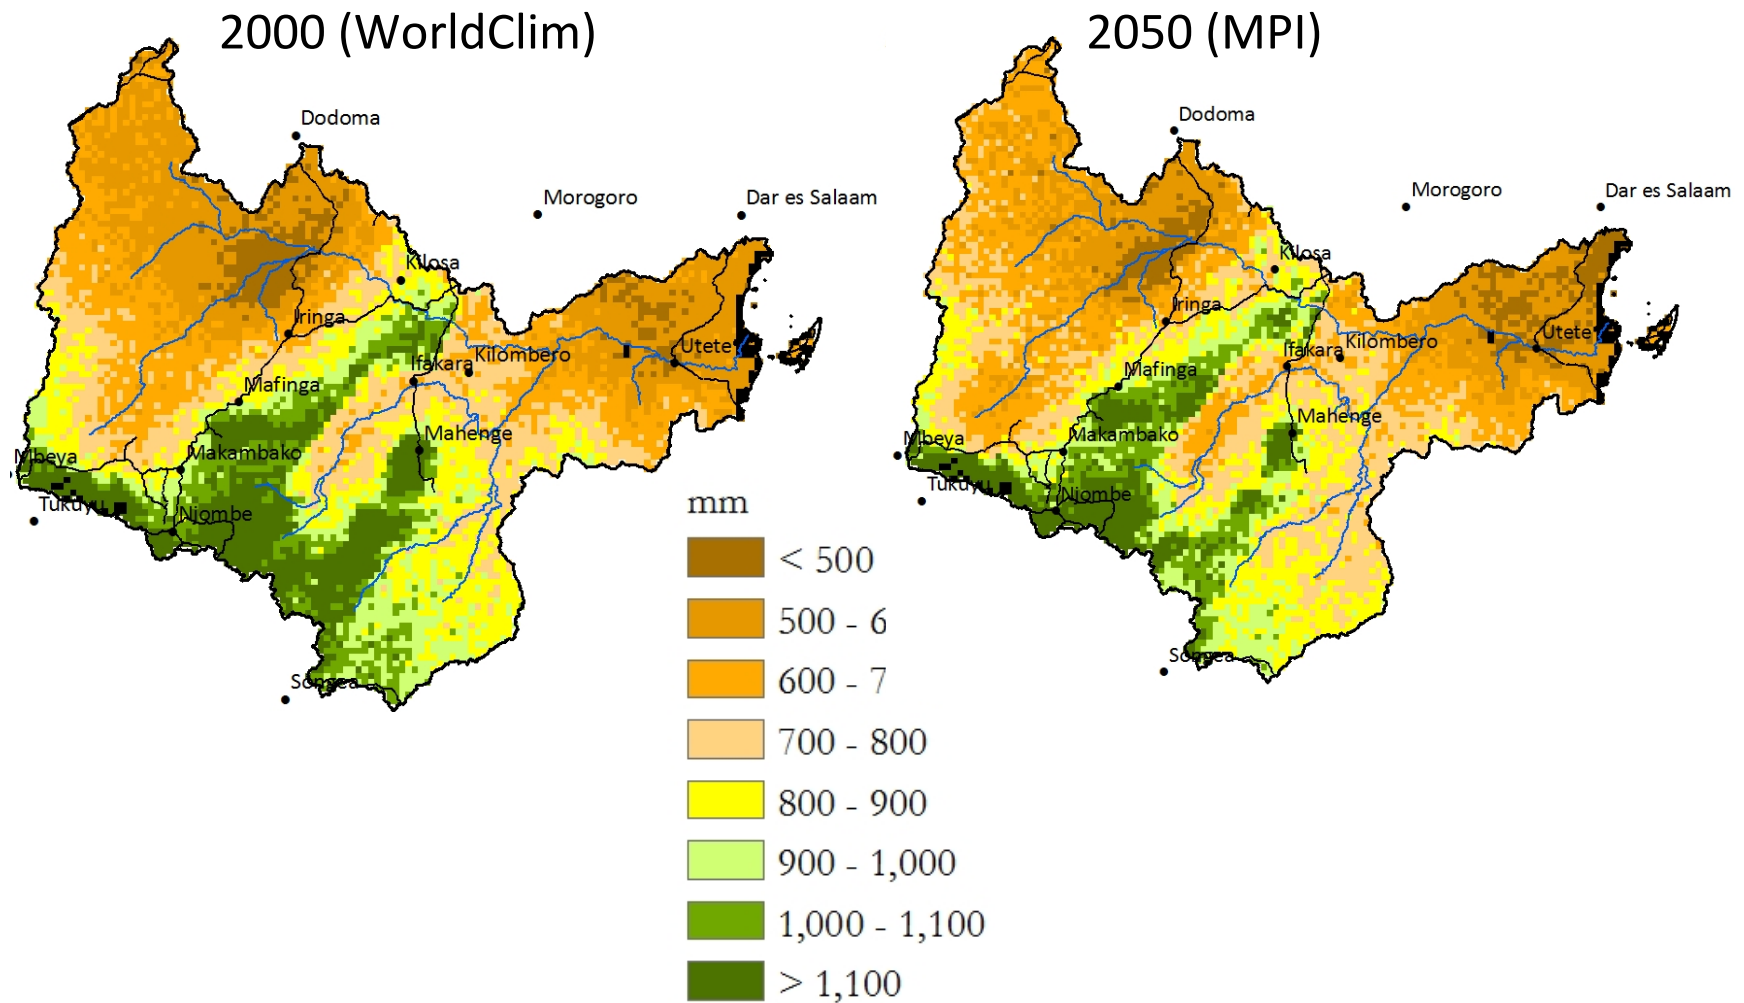 2000 (WorldClim)
2050 (MPI)
Dodoma
Morogoro
Dar es Salaam
Kilosa
Iringa
Utete
Ifakara
Kilombero
Mafinga
Mahenge
Makambako
Mbeya
Tukuyu
Njombe
Songea
Dodoma
Morogoro
Dar es Salaam
Kilosa
Iringa
Utete
Ifakara
Kilombero
Mafinga
Mahenge
Makambako
Mbeya
Tukuyu
Njombe
Songea
mm
< 500
500 - 6
600 - 7
700 - 800
800 - 900
900 - 1,000
1,000 - 1,100
> 1,100